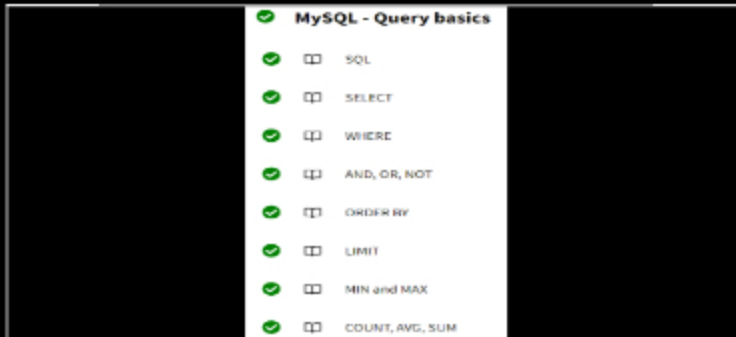 MySQL - Query basics
SQL
SELECT
WHERE
AND, OR, NOT
ORDER BY
LIMIT
MIN and MAX
COUNT, AVG, SUM